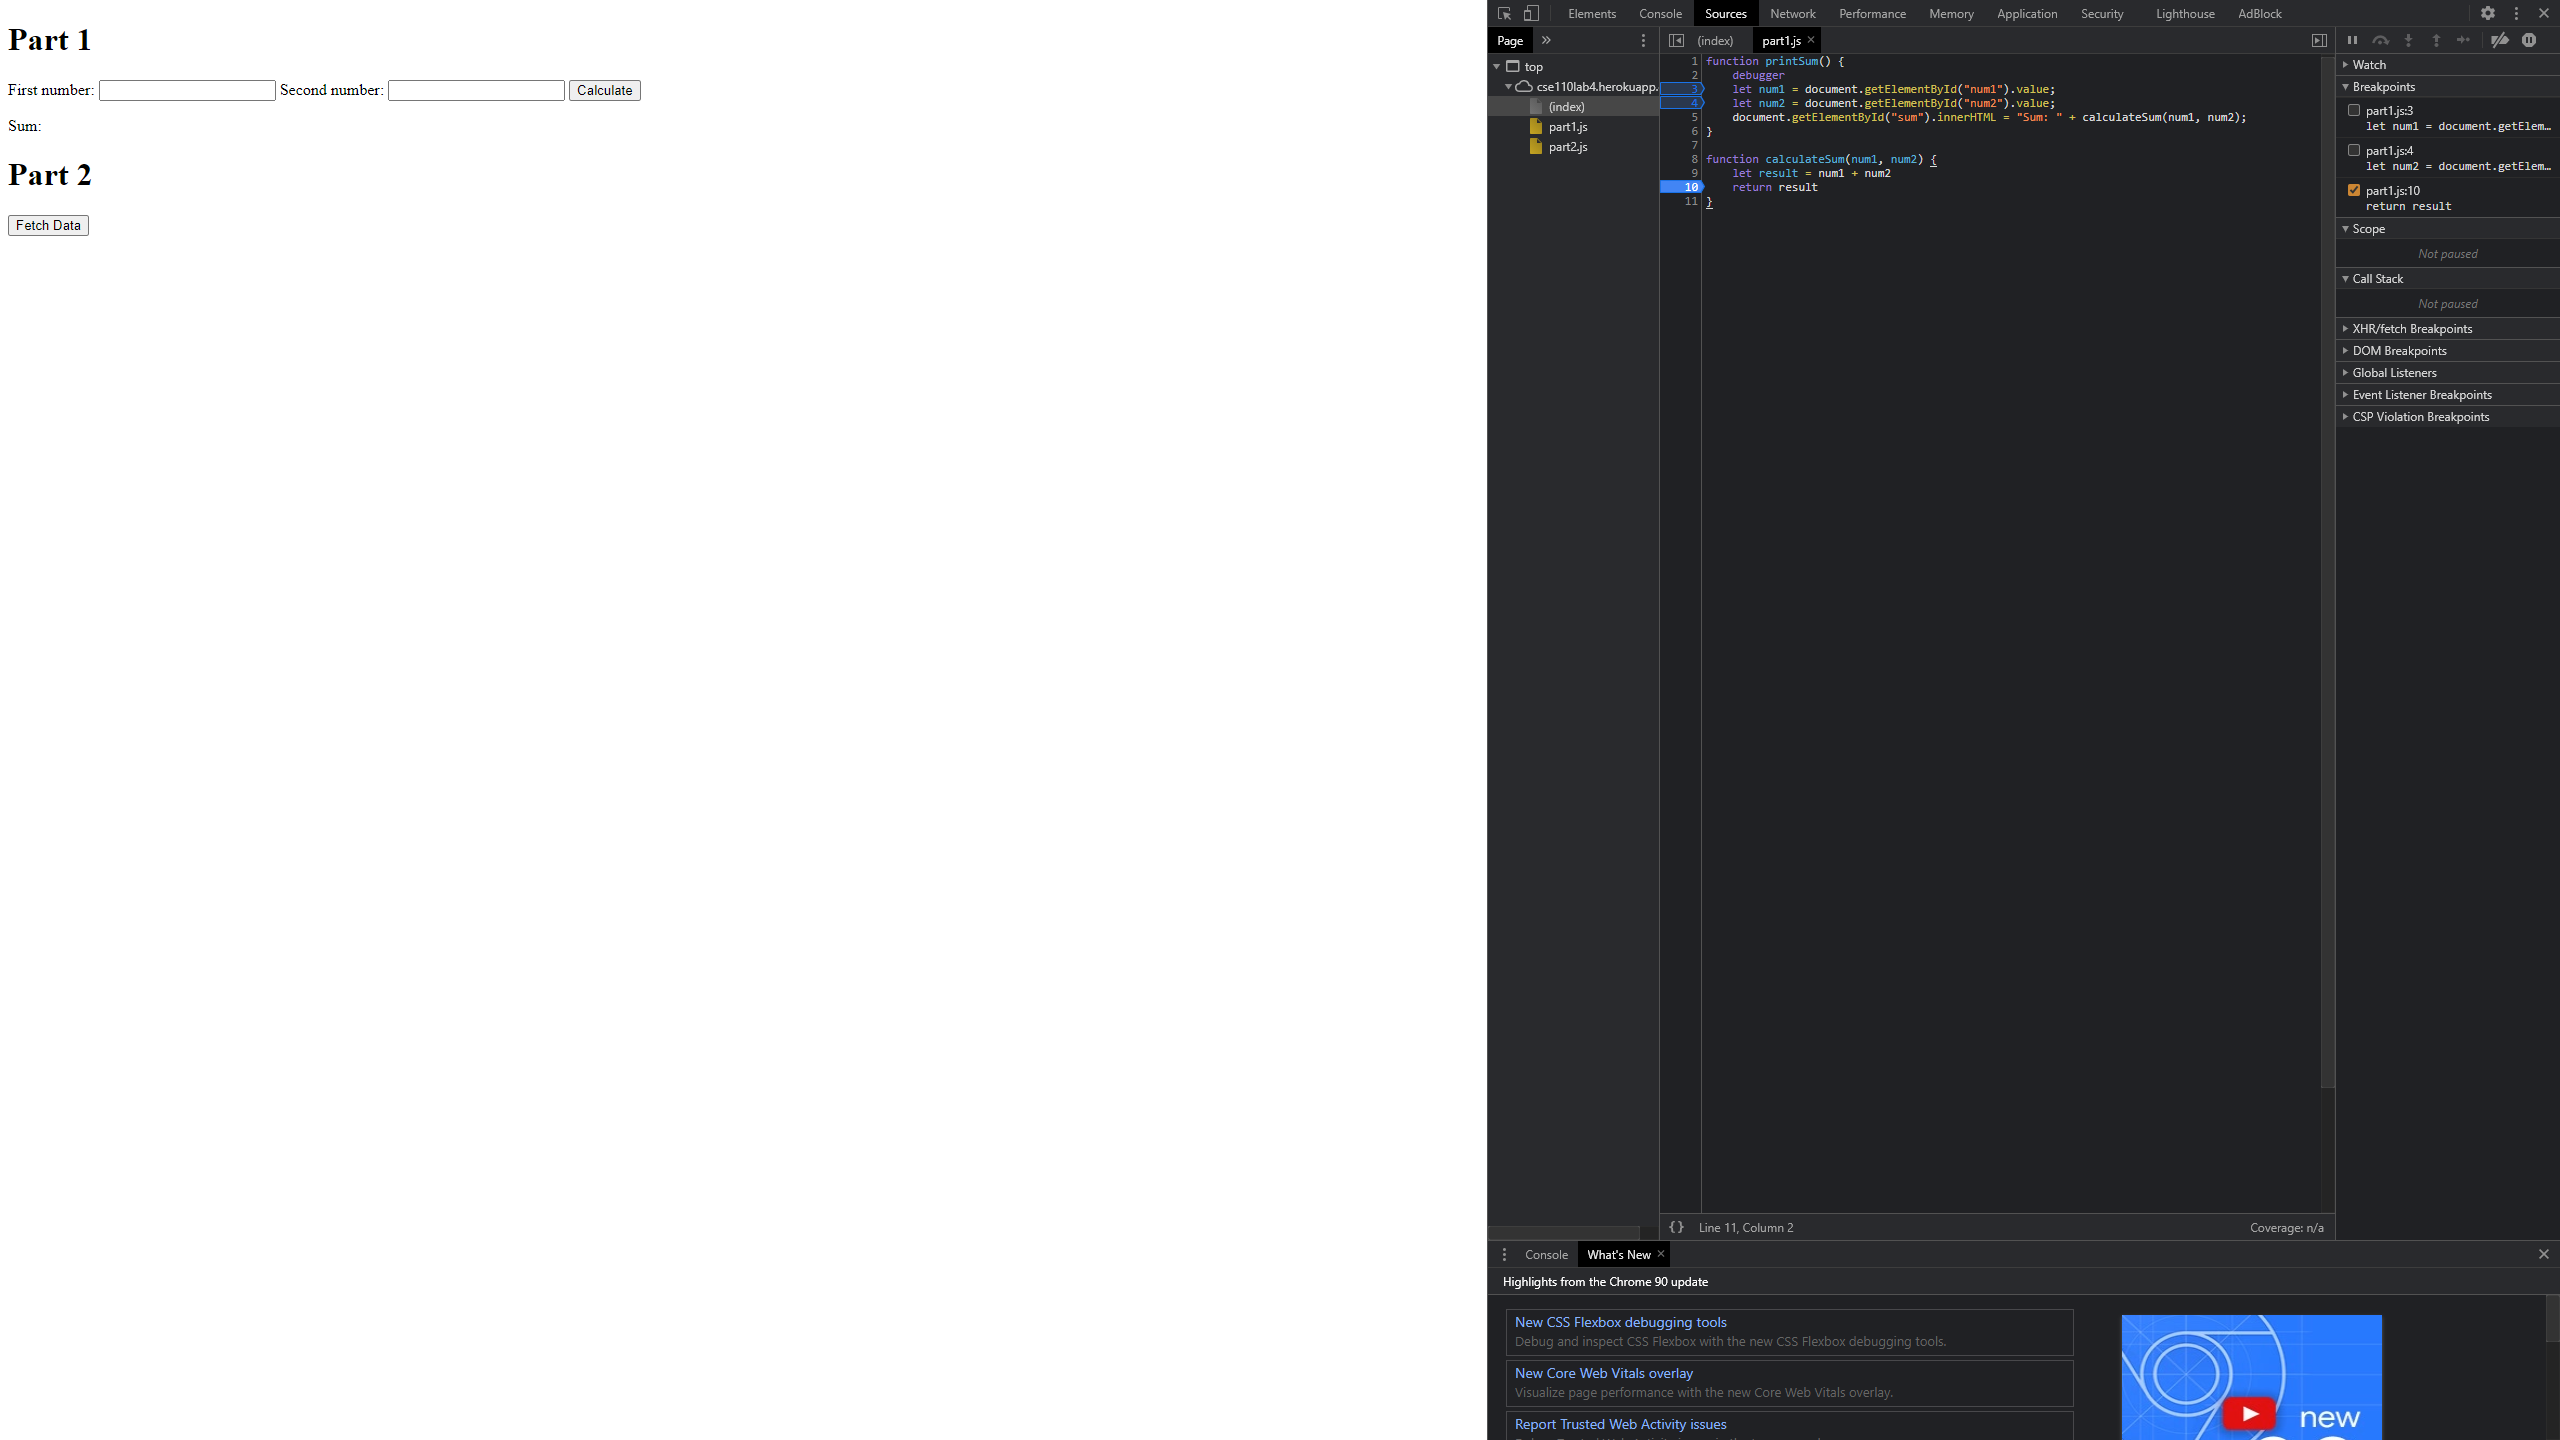 Part 1
First number: Second number: Calculate
Sum:
Part 2
Fetch Data
Elements Console Sources Network Performance Memory Application Security Lighthouse AdBlock
Page » (index) part1.js ×
top
cse110lab4.herokuapp.
(index)
part1.js
part2.js
1 function printSum() {
2 debugger
3 let num1 = document.getElementById("num1").value;
4 let num2 = document.getElementById("num2").value;
5 document.getElementById("sum").innerHTML = "Sum: " + calculateSum(num1, num2);
6 }
7
8 function calculateSum(num1, num2) {
9 let result = num1 + num2
10 return result
11 }
Watch
Breakpoints
part1.js:3
let num1 = document.getElem…
part1.js:4
let num2 = document.getElem…
part1.js:10
return result
Scope
Not paused
Call Stack
Not paused
XHR/fetch Breakpoints
DOM Breakpoints
Global Listeners
Event Listener Breakpoints
CSP Violation Breakpoints
{} Line 11, Column 2 Coverage: n/a
Console What's New ×
Highlights from the Chrome 90 update
New CSS Flexbox debugging tools
Debug and inspect CSS Flexbox with the new CSS Flexbox debugging tools.
New Core Web Vitals overlay
Visualize page performance with the new Core Web Vitals overlay.
Report Trusted Web Activity issues
new